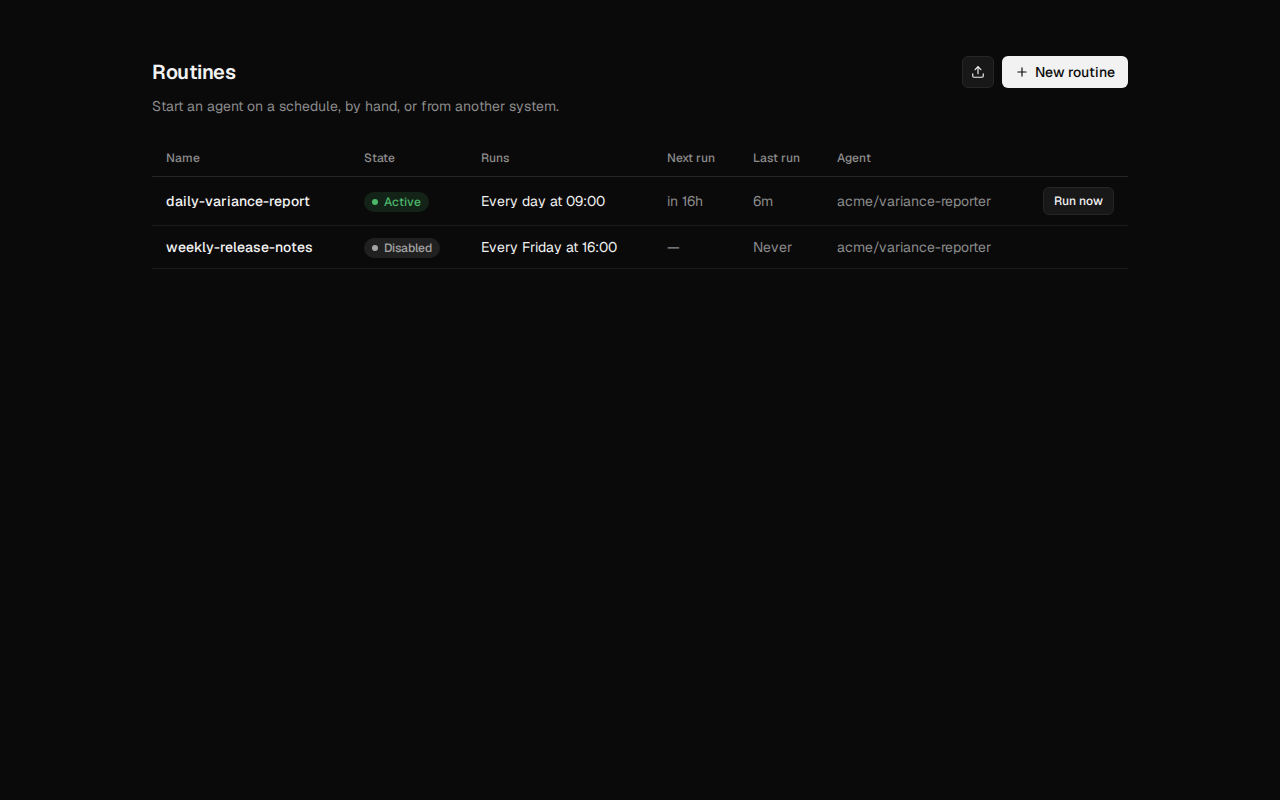 Routines
New routine
Start an agent on a schedule, by hand, or from another system.
Name State Runs Next run Last run Agent
daily-variance-report Active Every day at 09:00 in 16h 6m acme/variance-reporter Run now
weekly-release-notes Disabled Every Friday at 16:00 — Never acme/variance-reporter